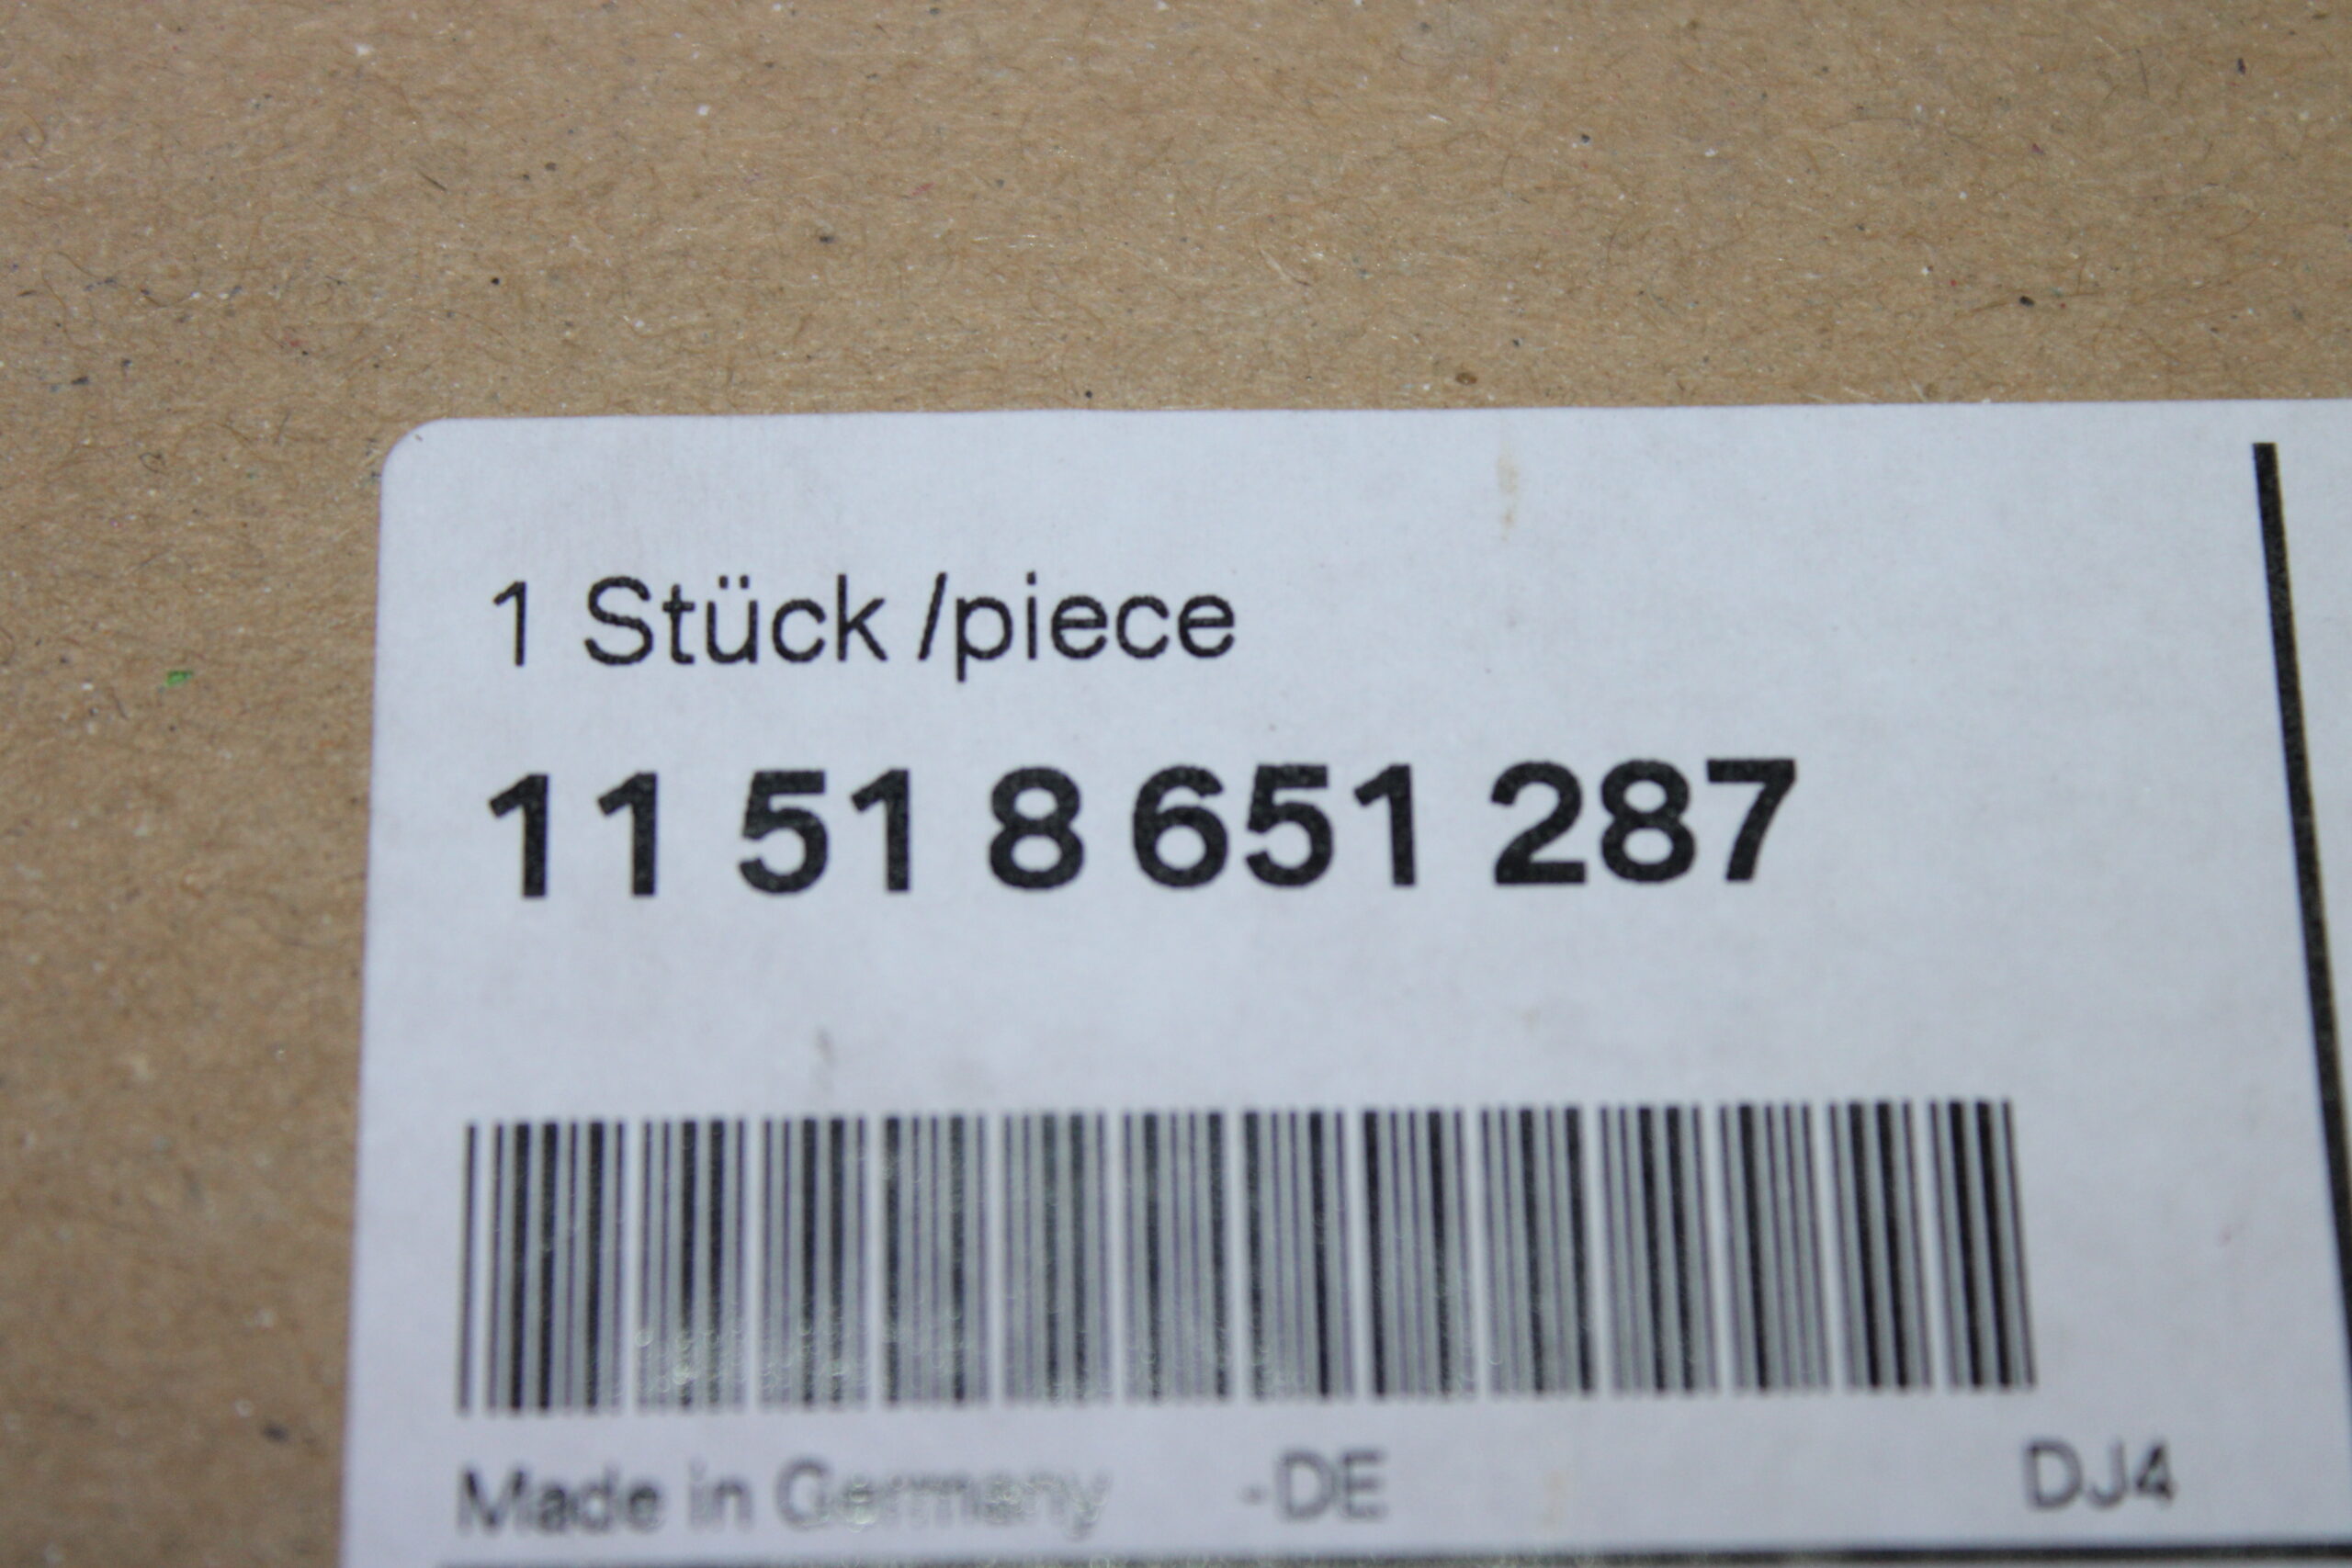 1 Stück /piece
11 51 8 651 287
Made in Germany -DE DJ4